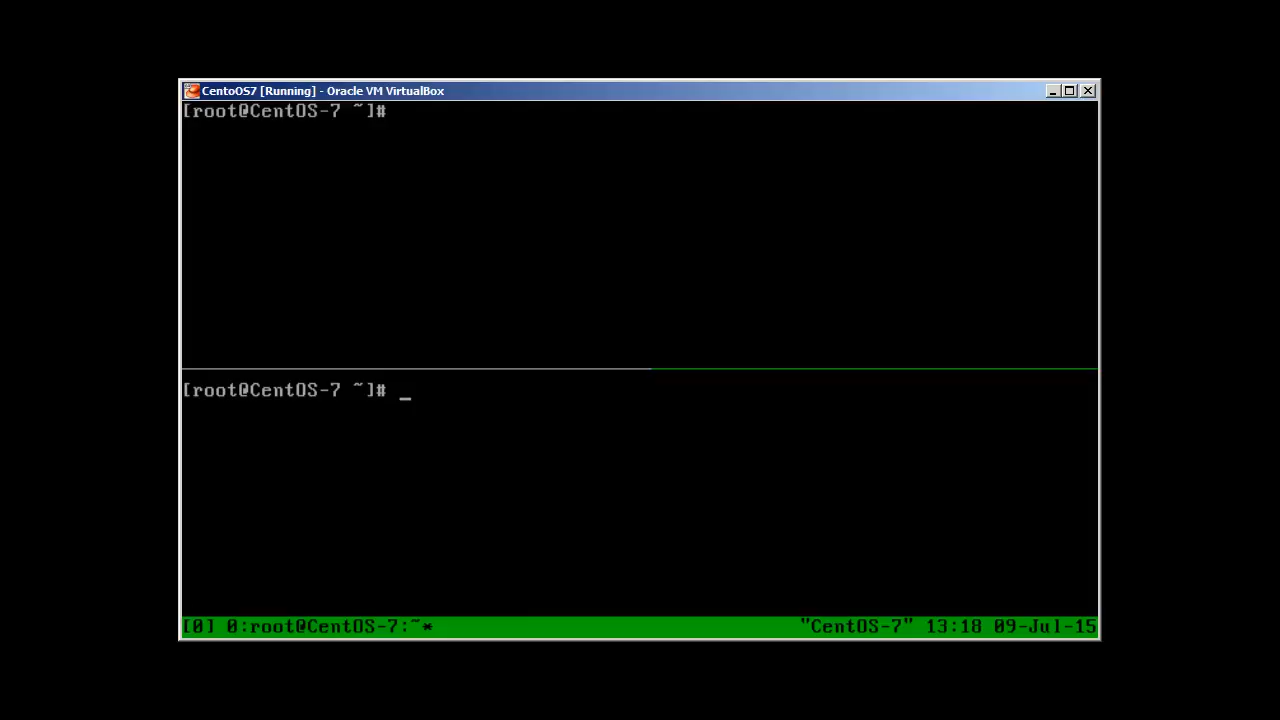 CentoOS7 [Running] - Oracle VM VirtualBox
[root@CentOS-7 ~]#
[root@CentOS-7 ~]# _
[0] 0:root@CentOS-7:~* "CentOS-7" 13:18 09-Jul-15